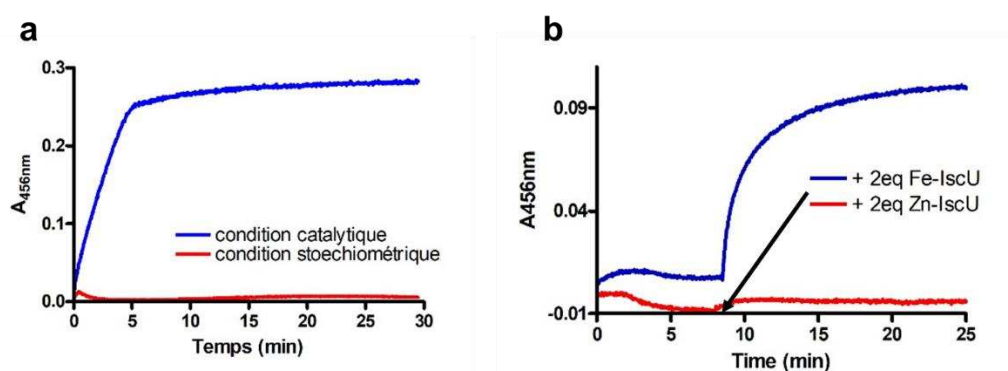 a
0.3
0.2
0.1
0.0
A456nm
condition catalytique
condition stoechiométrique
0 5 10 15 20 25 30
Temps (min)
b
0.09
0.04
-0.01
A456nm
+ 2eq Fe-IscU
+ 2eq Zn-IscU
0 5 10 15 20 25
Time (min)